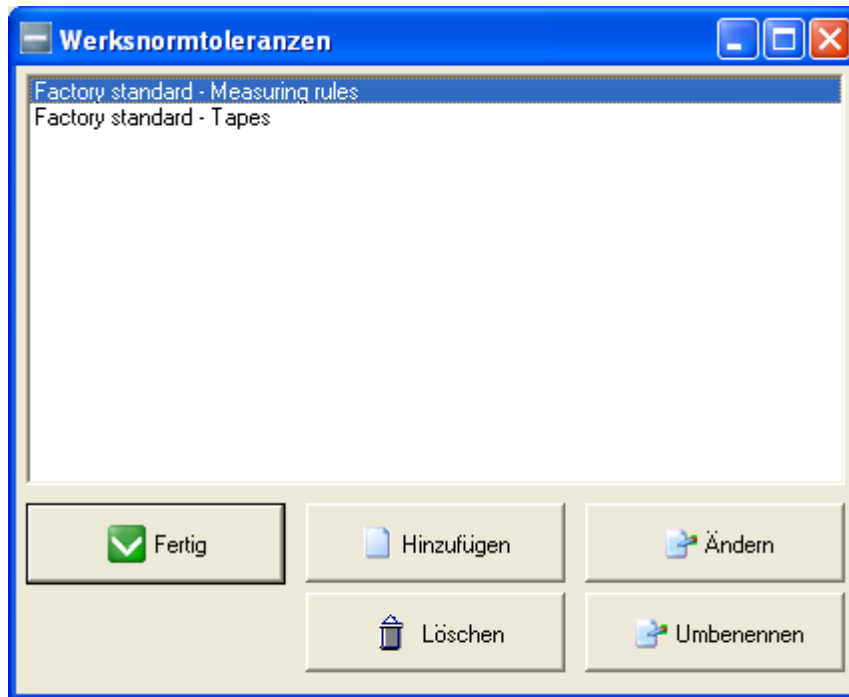 Werksnormtoleranzen
Factory standard - Measuring rules
Factory standard - Tapes
Fertig
Hinzufügen
Ändern
Löschen
Umbenennen